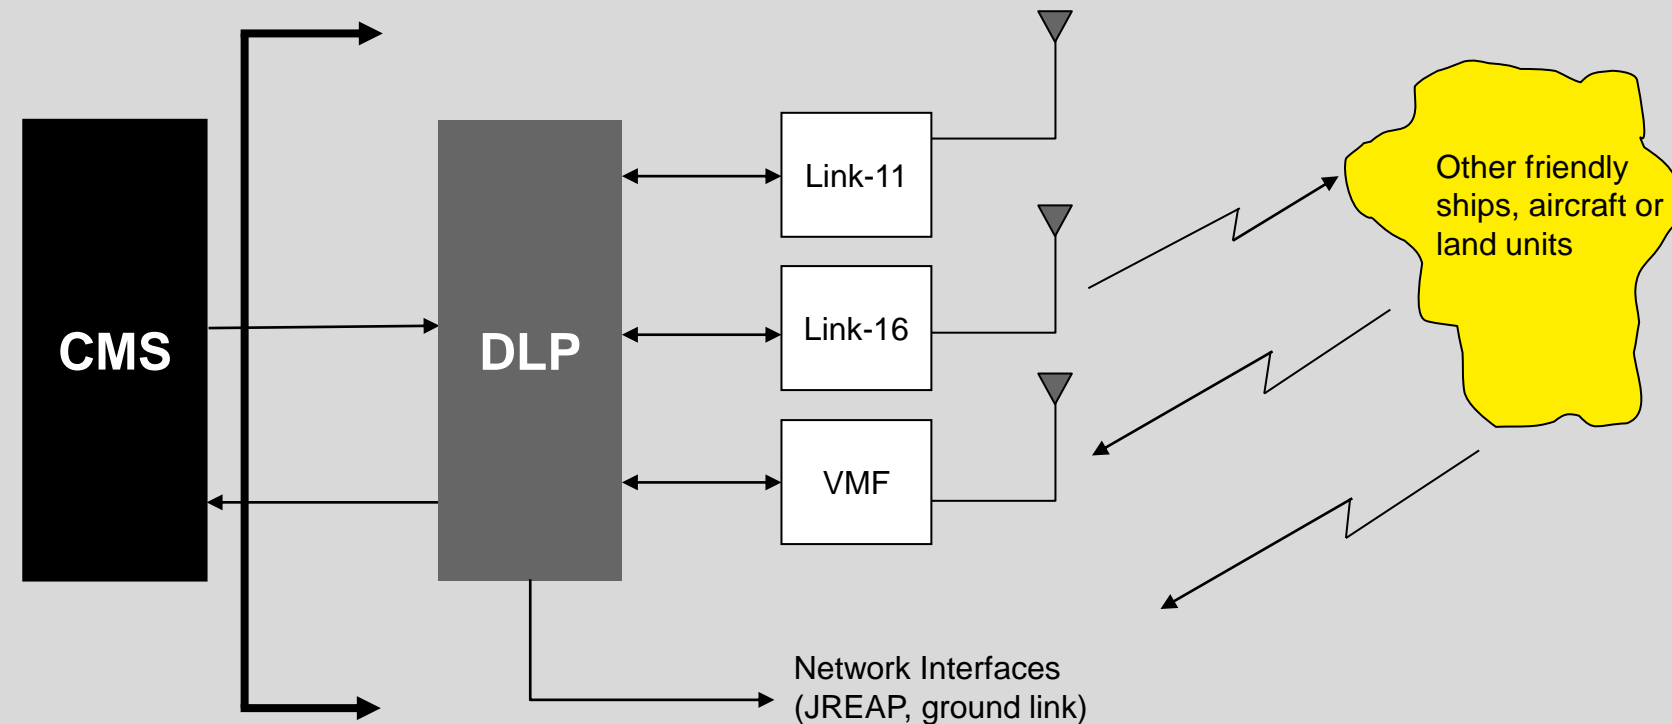 CMS
DLP
Link-11
Link-16
VMF
Other friendly
ships, aircraft or
land units
Network Interfaces
(JREAP, ground link)